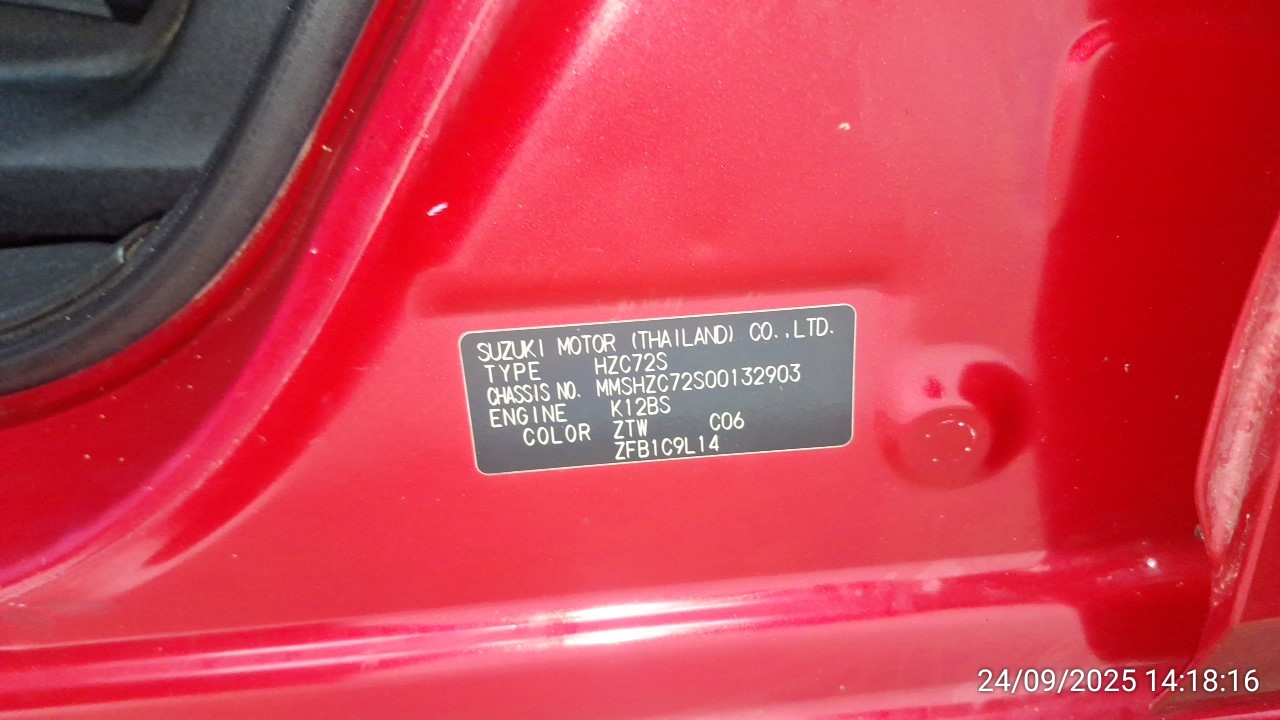 SUZUKI MOTOR (THAILAND) CO.,LTD.
TYPE HZC72S
CHASSIS NO. MMSHZC72S00132903
ENGINE K12BS
COLOR ZTW C06
ZFB1C9L14
24/09/2025 14:18:16